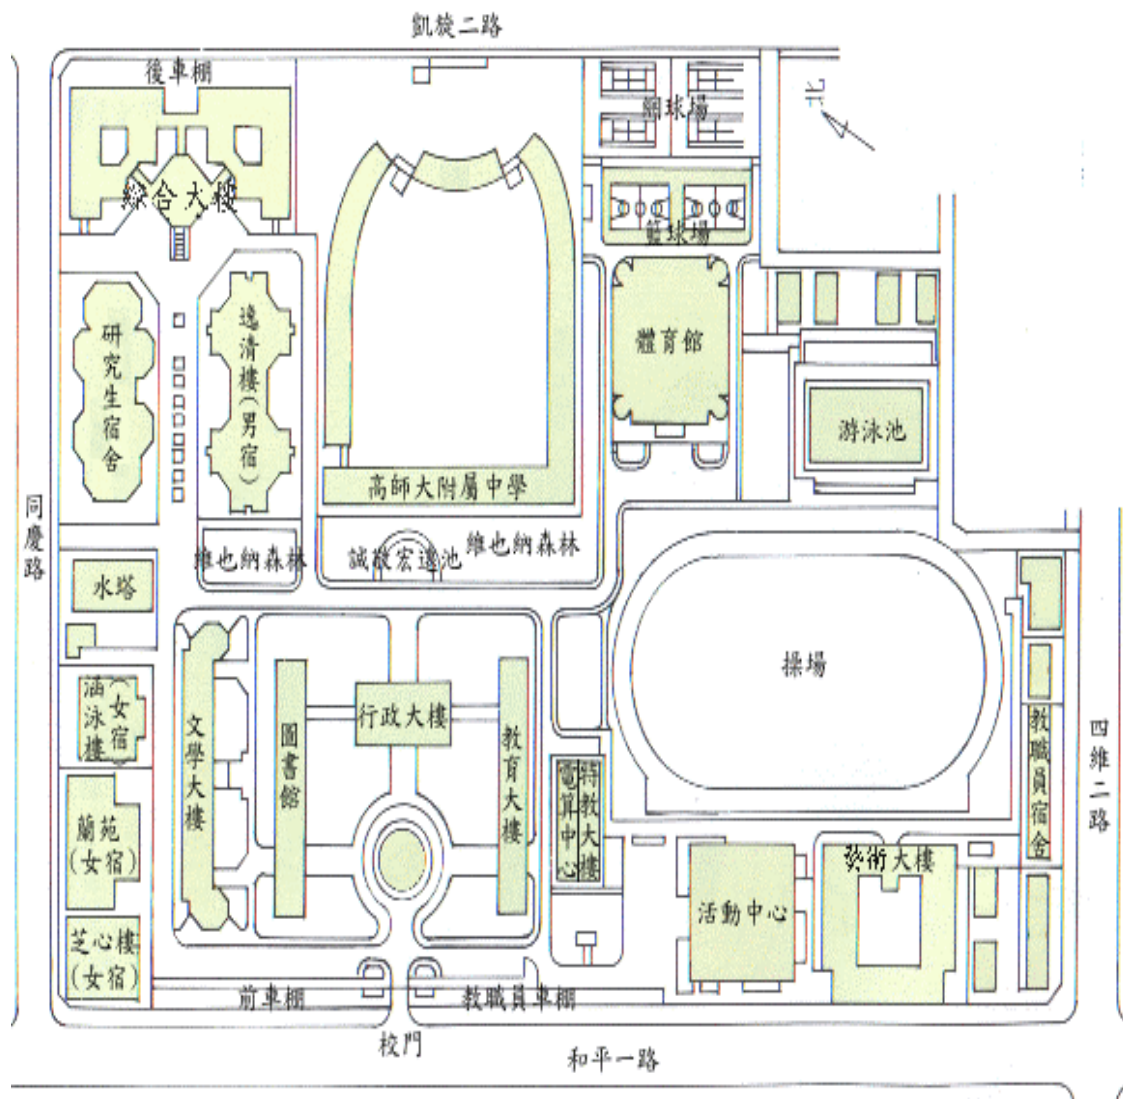 凱旋二路
後車棚
北
網球場
綜合大樓
籃球場
研究生宿舍
逸清樓(男宿)
體育館
游泳池
高師大附屬中學
同慶路
維也納森林
誠敬宏遠池
維也納森林
水塔
操場
涵泳樓(女宿)
文學大樓
圖書館
行政大樓
教育大樓
電算中心
特教大樓
教職員宿舍
四維二路
蘭苑
(女宿)
藝術大樓
活動中心
芝心樓
(女宿)
前車棚
教職員車棚
校門
和平一路